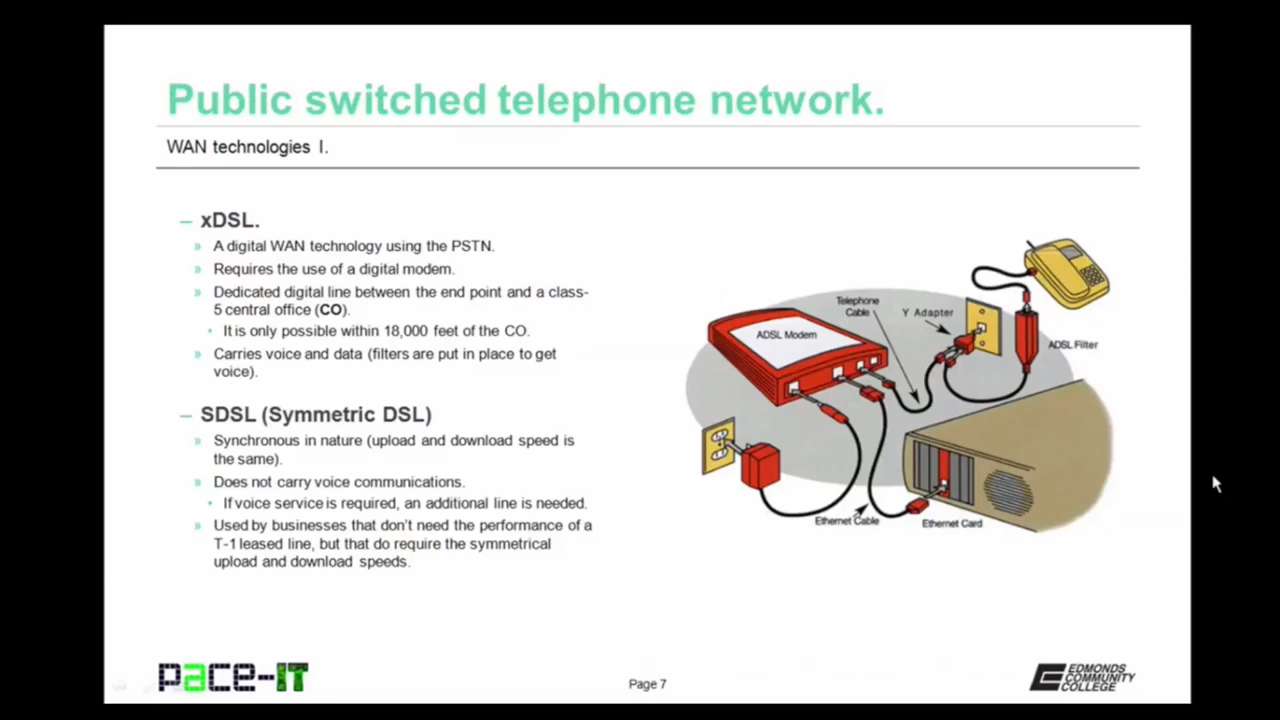 Public switched telephone network.
WAN technologies I.
– xDSL.
» A digital WAN technology using the PSTN.
» Requires the use of a digital modem.
» Dedicated digital line between the end point and a class-
5 central office (CO).
• It is only possible within 18,000 feet of the CO.
» Carries voice and data (filters are put in place to get
voice).
– SDSL (Symmetric DSL)
» Synchronous in nature (upload and download speed is
the same).
» Does not carry voice communications.
• If voice service is required, an additional line is needed.
» Used by businesses that don't need the performance of a
T-1 leased line, but that do require the symmetrical
upload and download speeds.
Telephone
Cable
Y Adapter
ADSL Modem
ADSL Filter
Ethernet Cable
Ethernet Card
pace-IT
Page 7
EDMONDS
COMMUNITY
COLLEGE